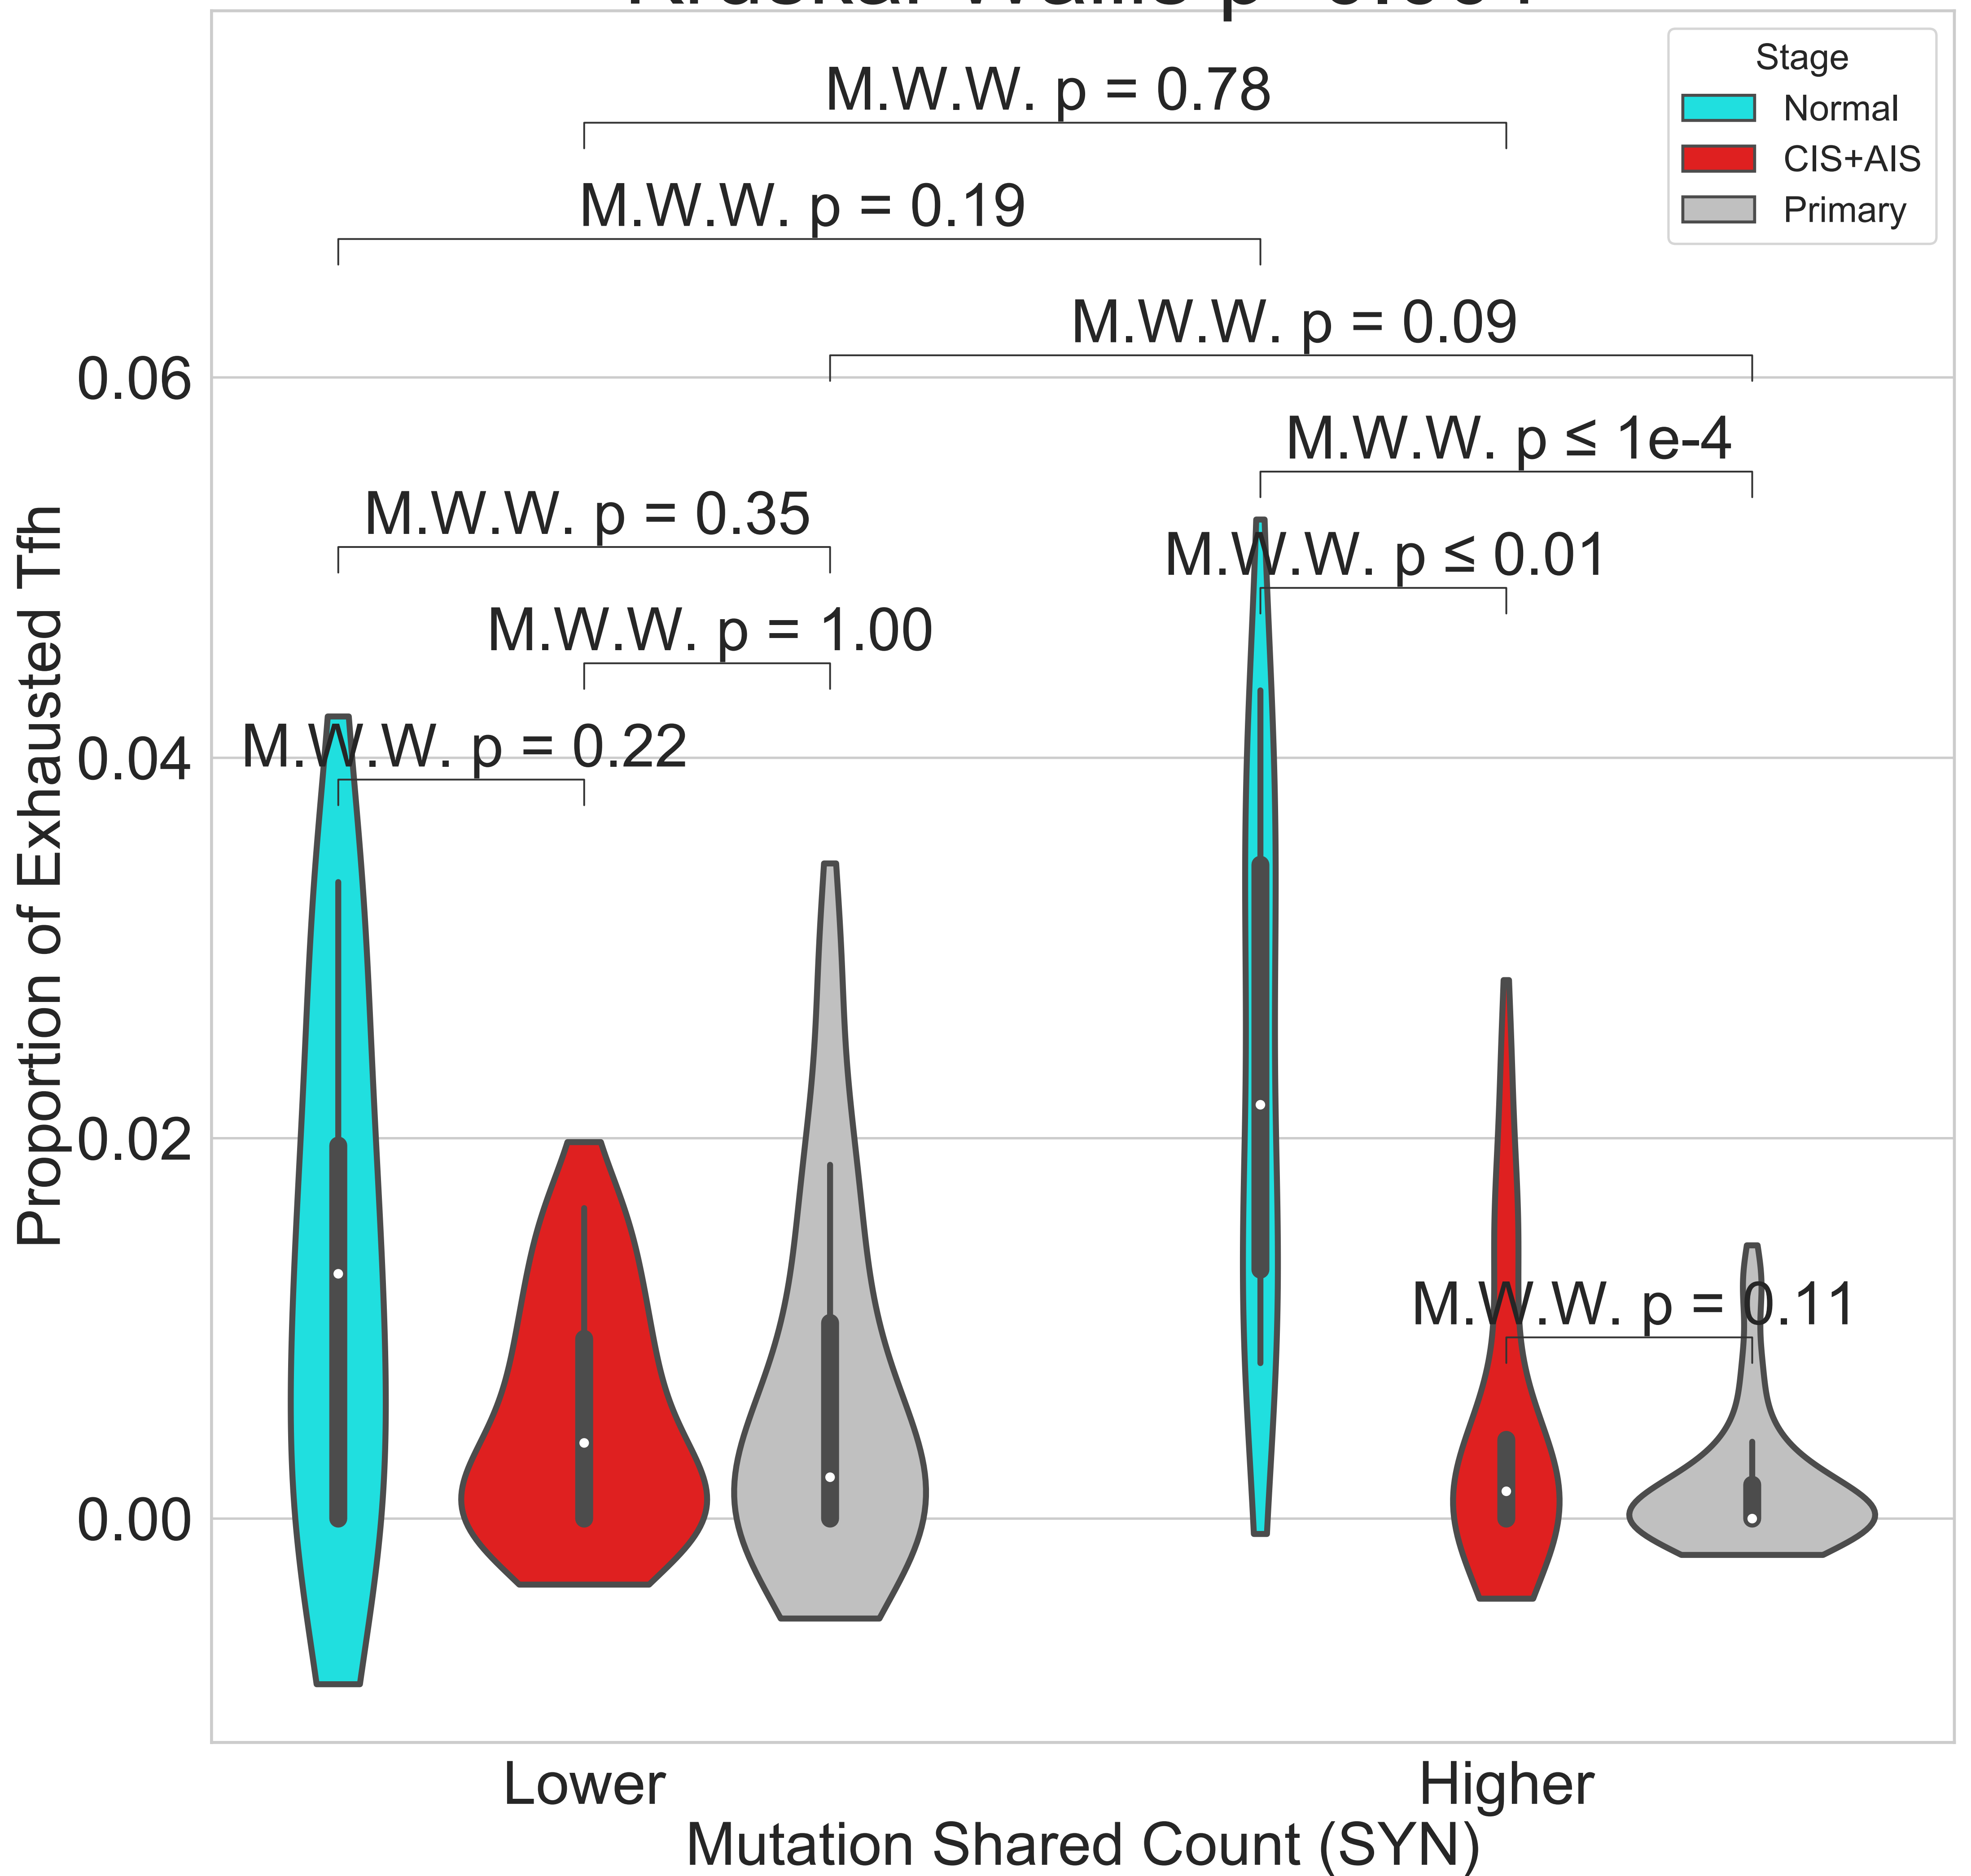 Stage
Normal
CIS+AIS
Primary
M.W.W. p = 0.78
M.W.W. p = 0.19
M.W.W. p = 0.09
M.W.W. p ≤ 1e-4
M.W.W. p = 0.35
M.W.W. p ≤ 0.01
M.W.W. p = 1.00
M.W.W. p = 0.22
M.W.W. p = 0.11
0.06
0.04
0.02
0.00
Proportion of Exhausted Tfh
Lower
Higher
Mutation Shared Count (SYN)